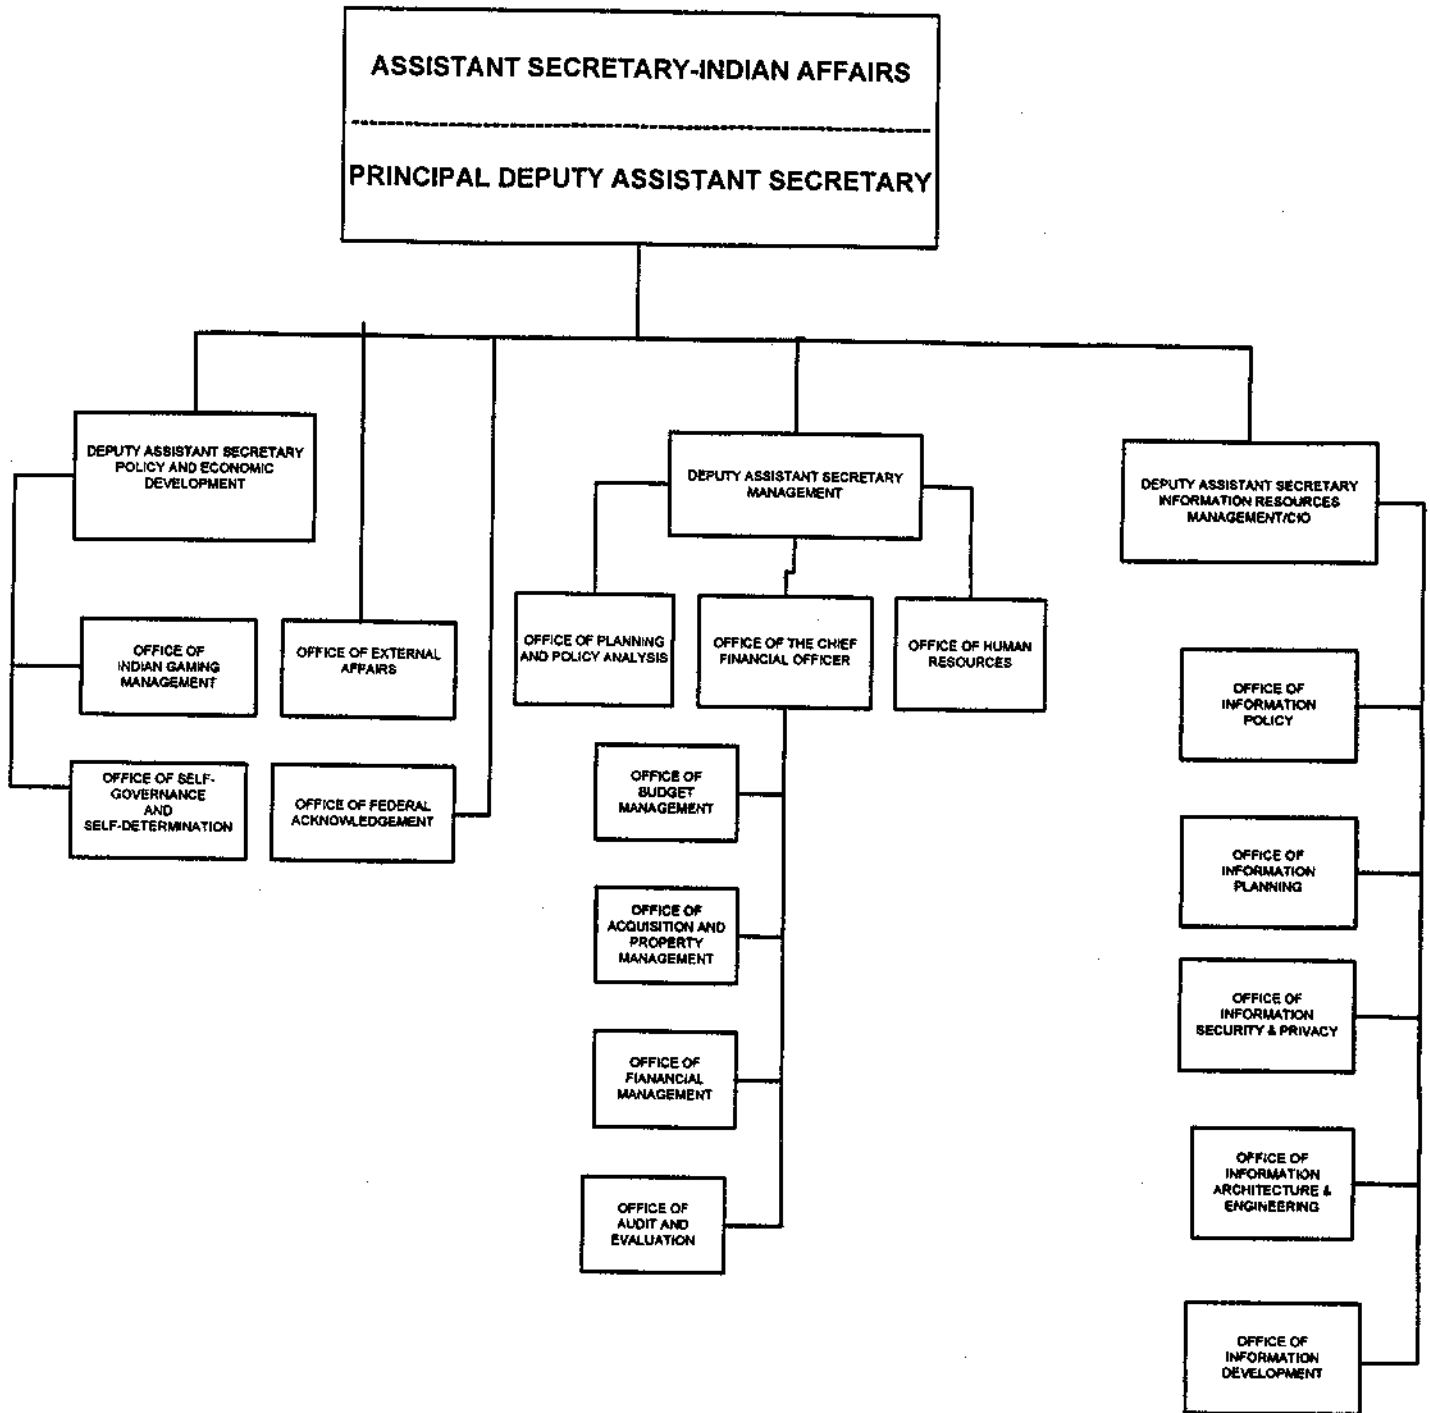 ASSISTANT SECRETARY-INDIAN AFFAIRS
PRINCIPAL DEPUTY ASSISTANT SECRETARY
DEPUTY ASSISTANT SECRETARY
POLICY AND ECONOMIC
DEVELOPMENT
DEPUTY ASSISTANT SECRETARY
MANAGEMENT
DEPUTY ASSISTANT SECRETARY
INFORMATION RESOURCES
MANAGEMENT/CIO
OFFICE OF
INDIAN GAMING
MANAGEMENT
OFFICE OF EXTERNAL
AFFAIRS
OFFICE OF PLANNING
AND POLICY ANALYSIS
OFFICE OF THE CHIEF
FINANCIAL OFFICER
OFFICE OF HUMAN
RESOURCES
OFFICE OF
INFORMATION
POLICY
OFFICE OF SELF-
GOVERNANCE
AND
SELF-DETERMINATION
OFFICE OF FEDERAL
ACKNOWLEDGEMENT
OFFICE OF
BUDGET
MANAGEMENT
OFFICE OF
INFORMATION
PLANNING
OFFICE OF
ACQUISITION AND
PROPERTY
MANAGEMENT
OFFICE OF
INFORMATION
SECURITY & PRIVACY
OFFICE OF
FIANANCIAL
MANAGEMENT
OFFICE OF
INFORMATION
ARCHITECTURE &
ENGINEERING
OFFICE OF
AUDIT AND
EVALUATION
OFFICE OF
INFORMATION
DEVELOPMENT